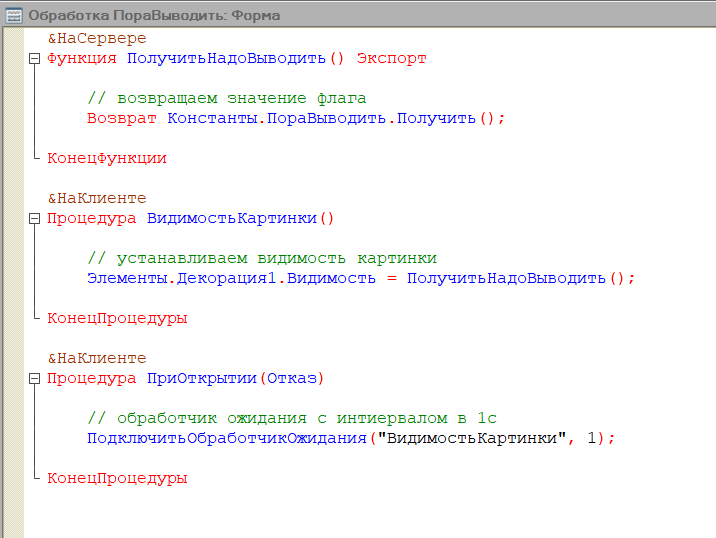 Обработка ПораВыводить: Форма
&НаСервере
Функция ПолучитьНадоВыводить() Экспорт
// возвращаем значение флага
Возврат Константы.ПораВыводить.Получить();
КонецФункции
&НаКлиенте
Процедура ВидимостьКартинки()
// устанавливаем видимость картинки
Элементы.Декорация1.Видимость = ПолучитьНадоВыводить();
КонецПроцедуры
&НаКлиенте
Процедура ПриОткрытии(Отказ)
// обработчик ожидания с интиервалом в 1с
ПодключитьОбработчикОжидания("ВидимостьКартинки", 1);
КонецПроцедуры